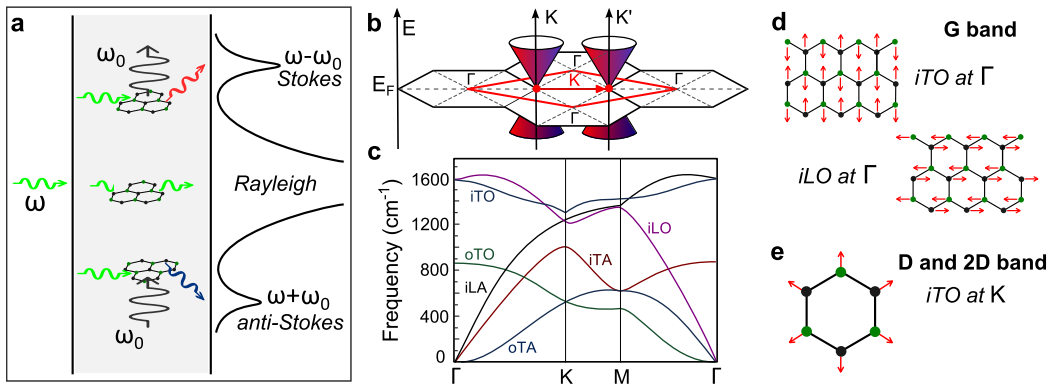 a
ω₀
ω-ω₀
Stokes
ω
Rayleigh
ω+ω₀
anti-Stokes
ω₀
b
E
K
K'
E_F
Γ
Γ
K
Γ
Γ
c
Frequency (cm⁻¹)
1600
1200
800
400
0
iTO
oTO
iLA
iTA
iLO
oTA
Γ
K
M
Γ
d
G band
iTO at Γ
iLO at Γ
e
D and 2D band
iTO at K